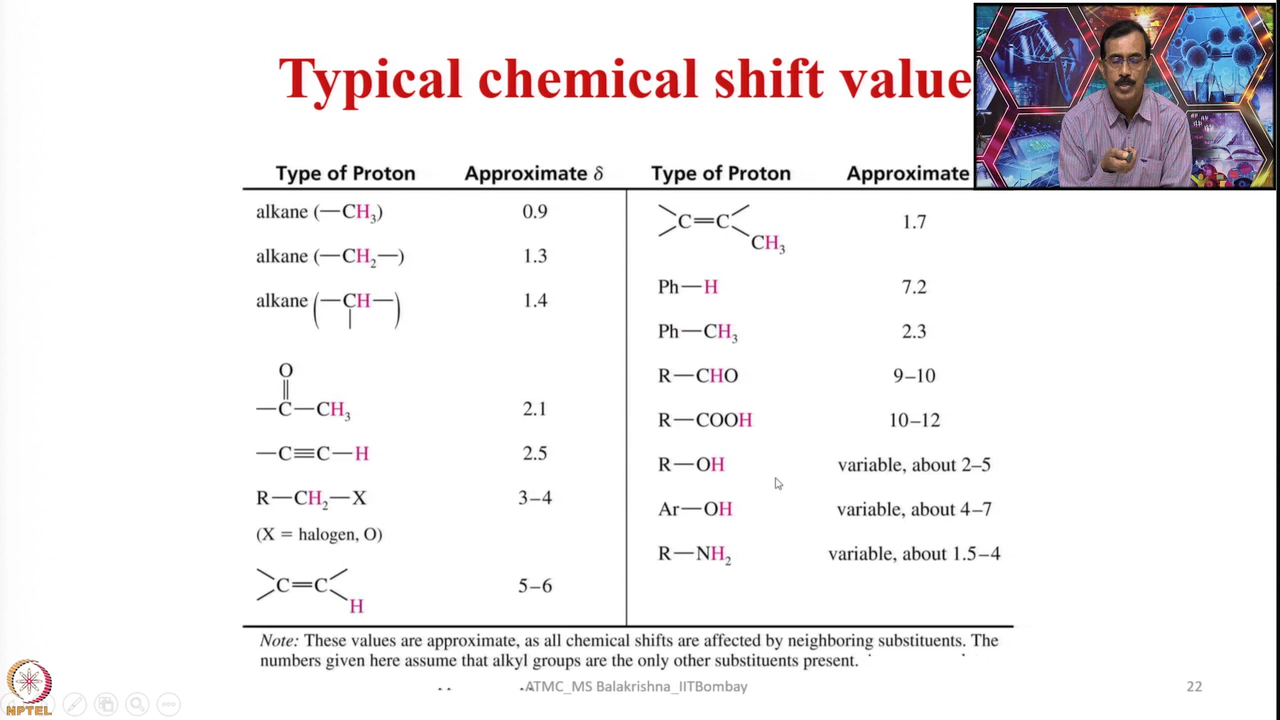 Typical chemical shift value
Type of Proton Approximate δ
alkane (—CH₃) 0.9
alkane (—CH₂—) 1.3
alkane (—CH—) 1.4
O
—C—CH₃ 2.1
—C≡C—H 2.5
R—CH₂—X 3–4
(X = halogen, O)
C=C H 5–6
Type of Proton Approximate
C=C CH₃ 1.7
Ph—H 7.2
Ph—CH₃ 2.3
R—CHO 9–10
R—COOH 10–12
R—OH variable, about 2–5
Ar—OH variable, about 4–7
R—NH₂ variable, about 1.5–4
Note: These values are approximate, as all chemical shifts are affected by neighboring substituents. The
numbers given here assume that alkyl groups are the only other substituents present.
ATMC_MS Balakrishna_IITBombay
22
NPTEL